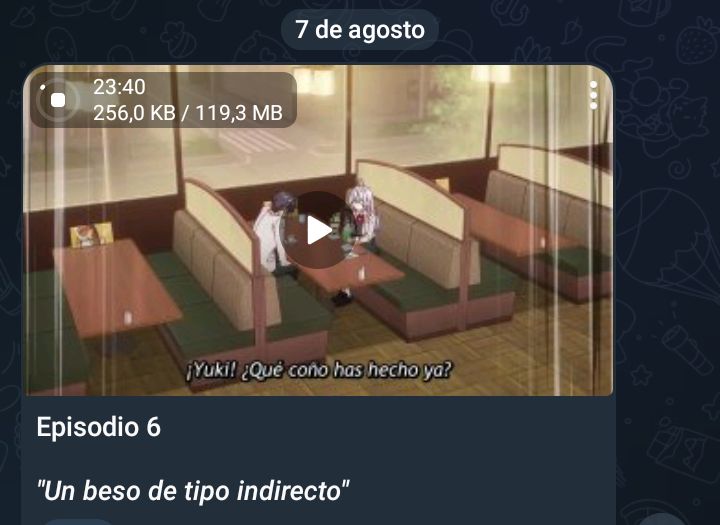 7 de agosto
23:40
256,0 KB / 119,3 MB
¡Yuki! ¿Qué coño has hecho ya?
Episodio 6
"Un beso de tipo indirecto"